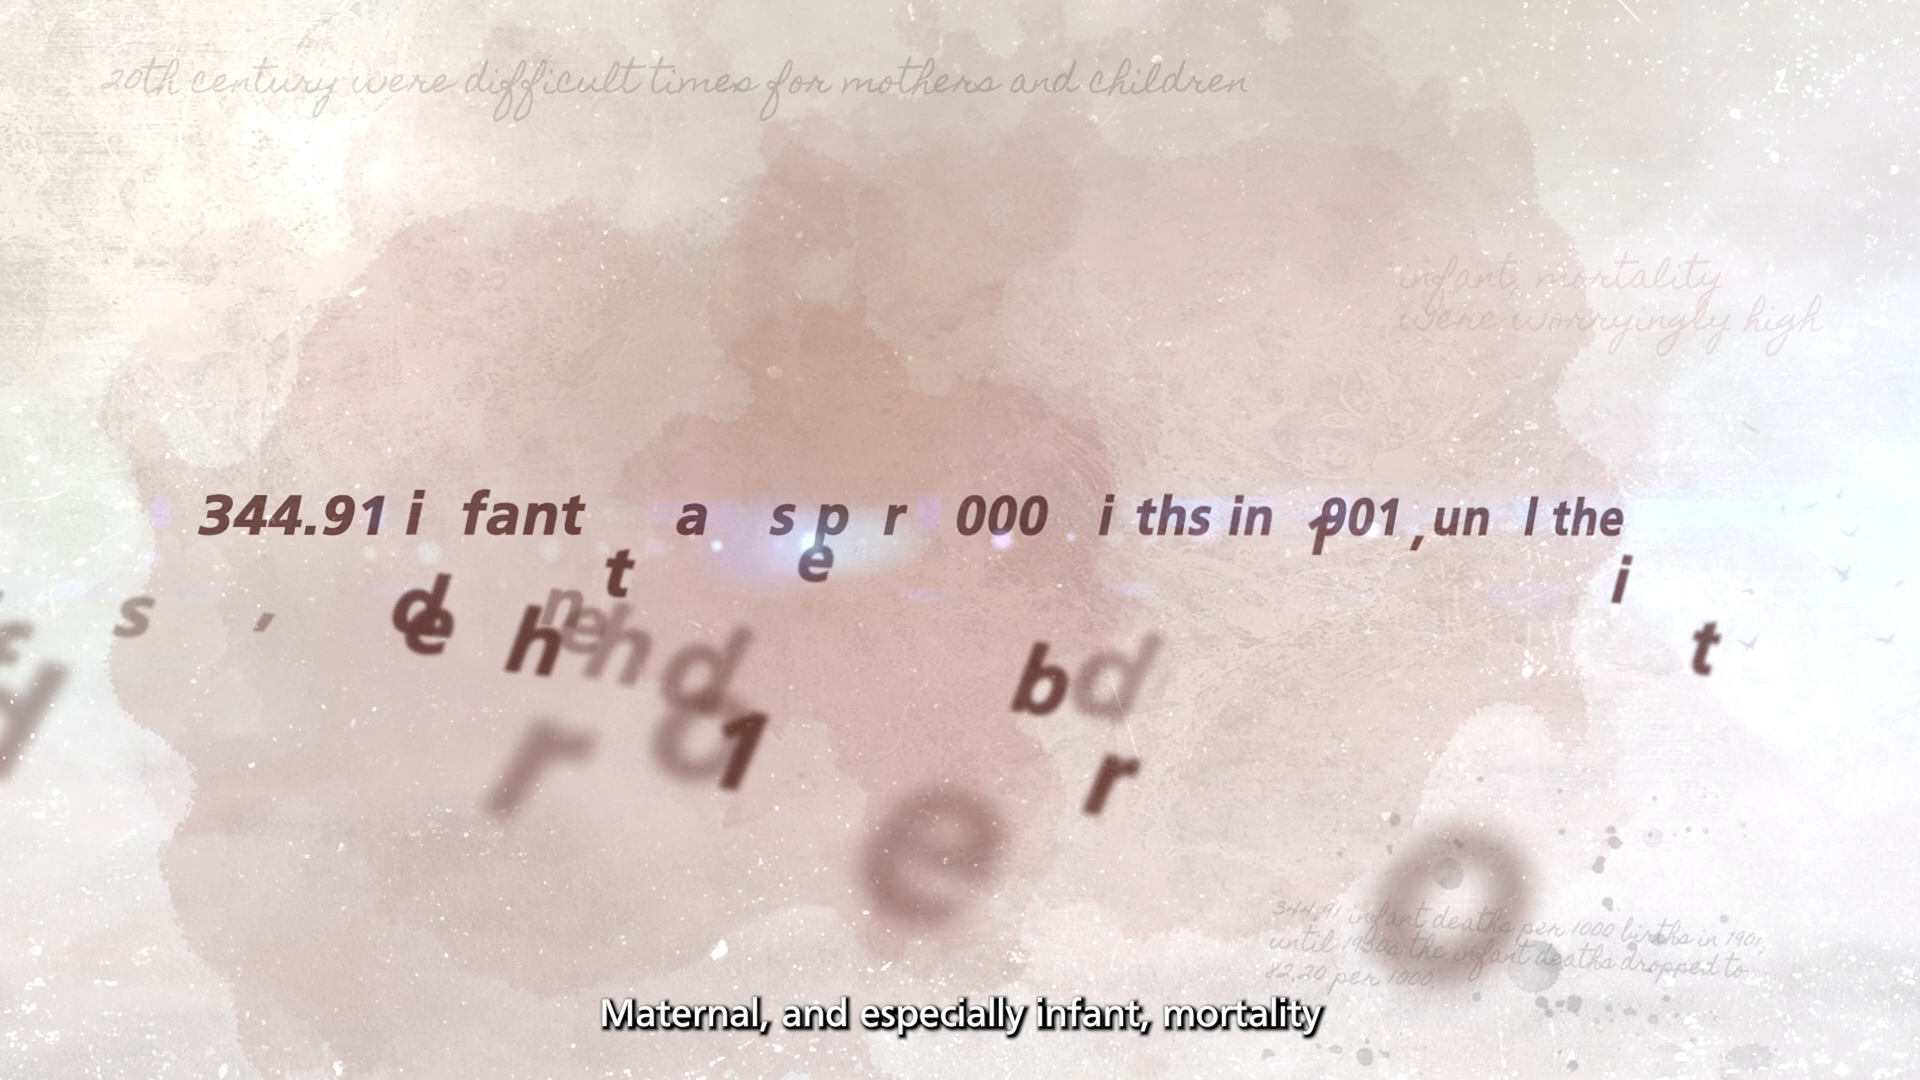 20th century were difficult times for mothers and children
infant, mortality
were worryingly high
344.91 i fant a s p r 000 i ths in 901, un l the
344.91 infant deaths per 1000 births in 1901,
until 1930s the infant deaths dropped to
82.20 per 1000
Maternal, and especially infant, mortality